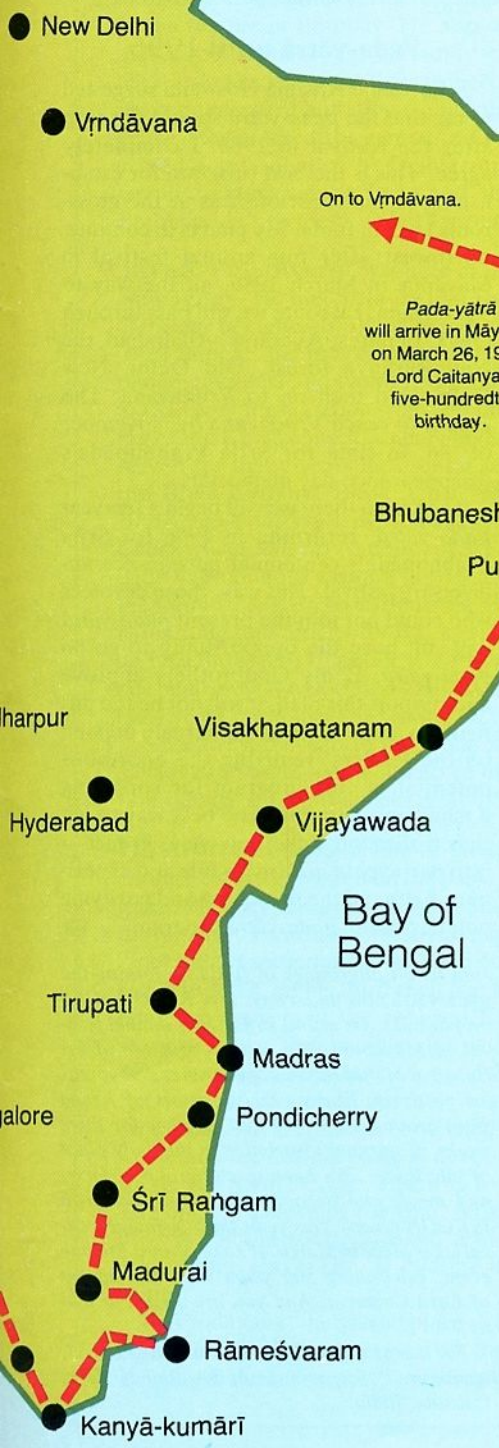 New Delhi
Vṛndāvana
On to Vṛndāvana.
Pada-yātrā
will arrive in Māy
on March 26, 19
Lord Caitanya
five-hundredt
birthday.
Bhubanesh
Pu
lharpur
Visakhapatanam
Hyderabad
Vijayawada
Bay of
Bengal
Tirupati
Madras
galore
Pondicherry
Śrī Raṅgam
Madurai
Rāmeśvaram
Kanyā-kumārī